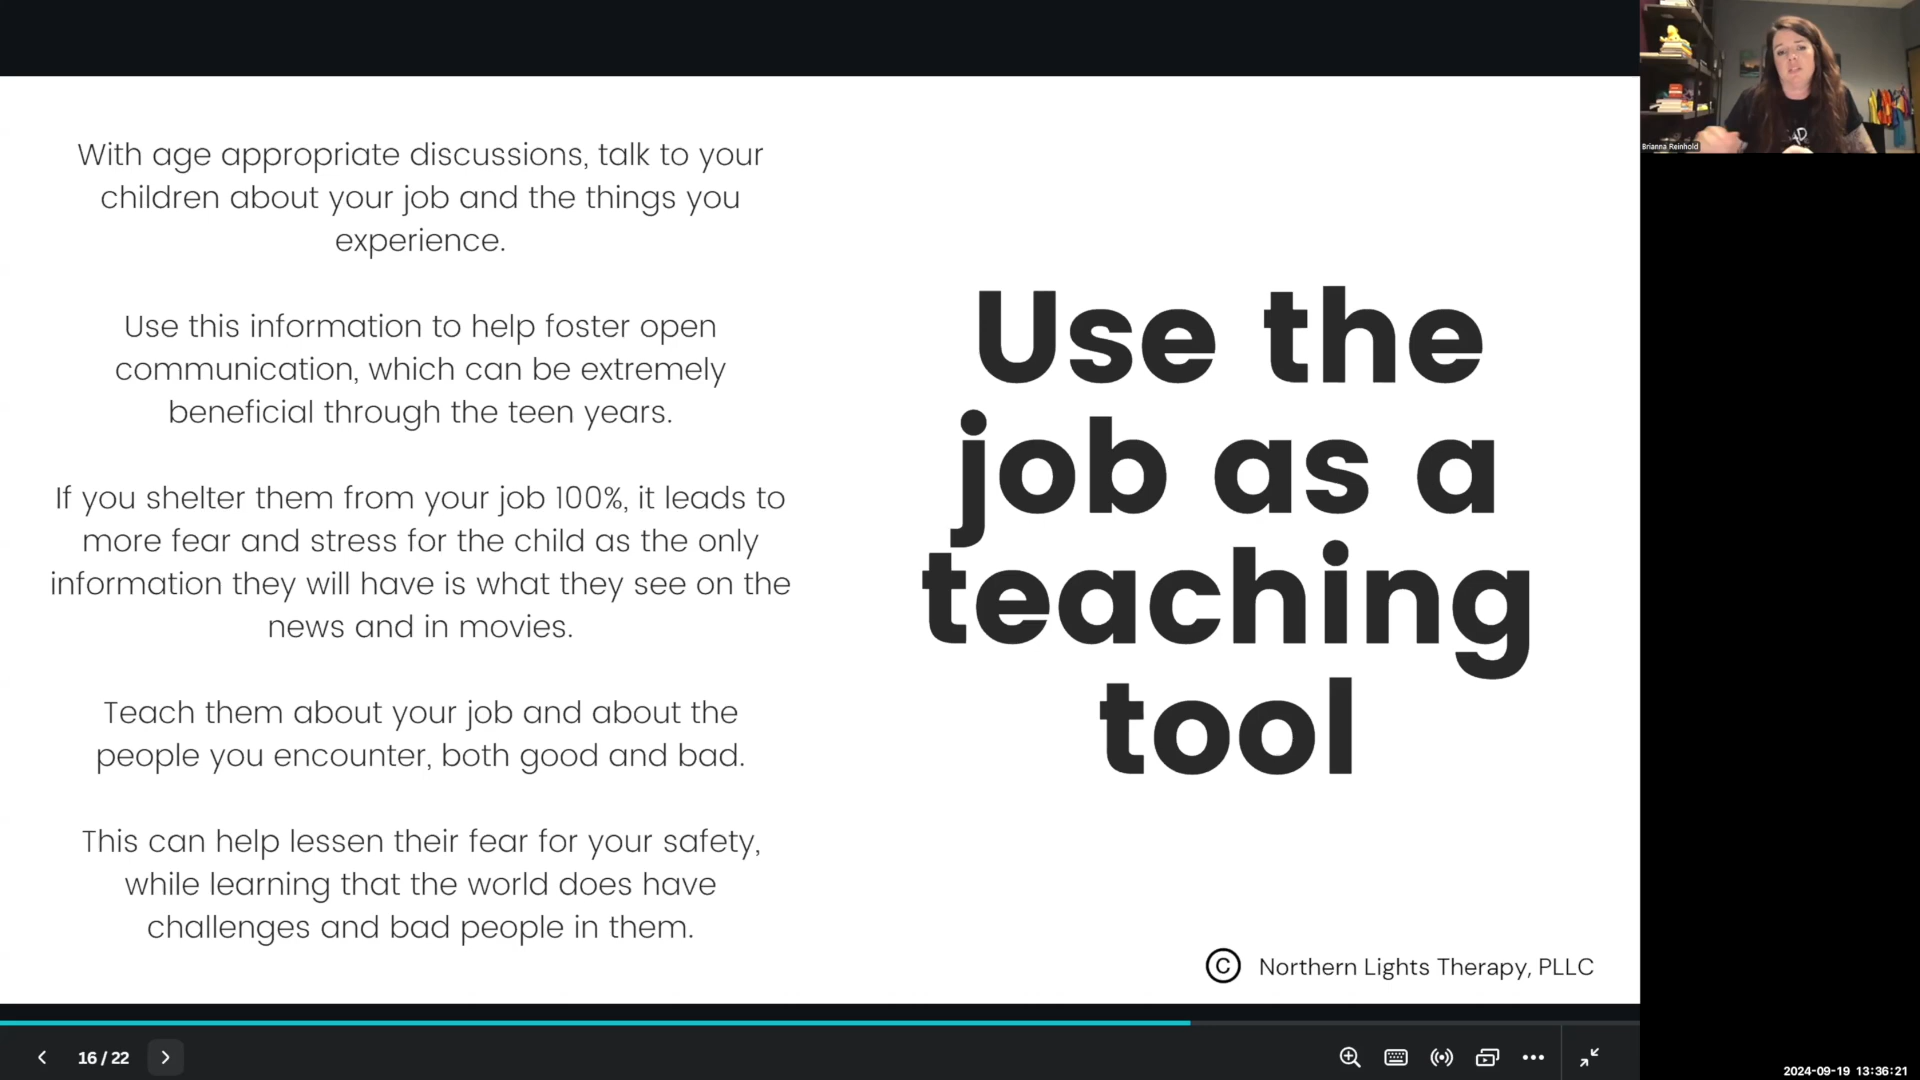 With age appropriate discussions, talk to your
children about your job and the things you
experience.
Use this information to help foster open
communication, which can be extremely
beneficial through the teen years.
If you shelter them from your job 100%, it leads to
more fear and stress for the child as the only
information they will have is what they see on the
news and in movies.
Teach them about your job and about the
people you encounter, both good and bad.
This can help lessen their fear for your safety,
while learning that the world does have
challenges and bad people in them.
Use the
job as a
teaching
tool
© Northern Lights Therapy, PLLC
Brianna Reinhold
16 / 22
2024-09-19 13:36:21